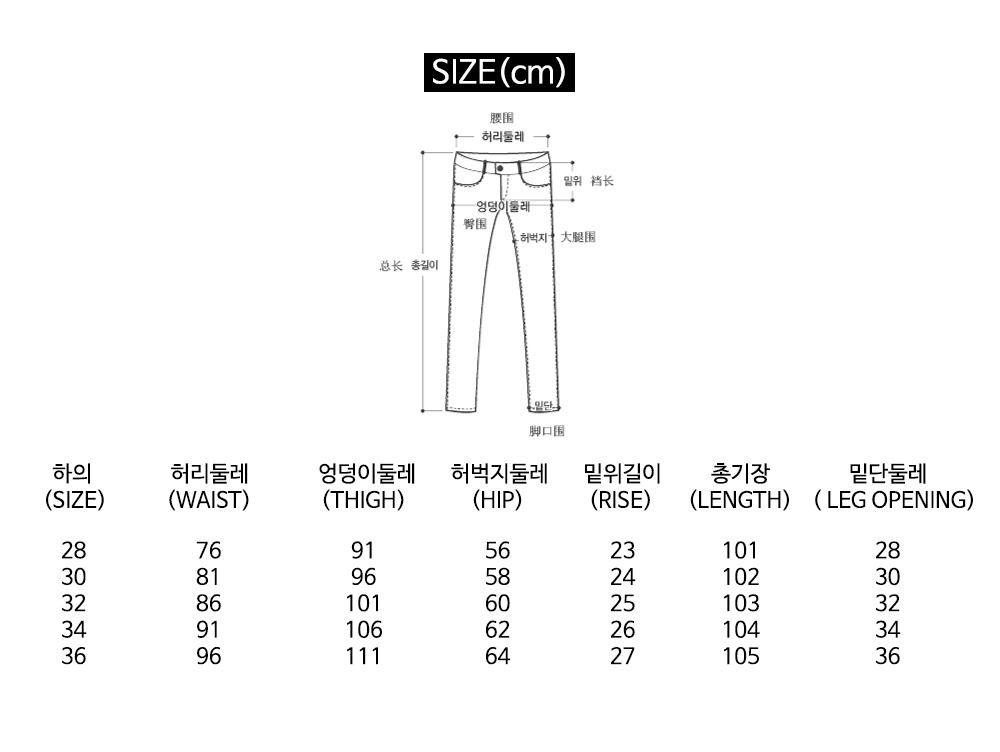 SIZE(cm)
腰围
허리둘레
밑위 裆长
엉덩이둘레
臀围
허벅지 大腿围
总长 총길이
밑단
脚口围
하의 허리둘레 엉덩이둘레 허벅지둘레 밑위길이 총기장 밑단둘레
(SIZE) (WAIST) (THIGH) (HIP) (RISE) (LENGTH) ( LEG OPENING)
28 76 91 56 23 101 28
30 81 96 58 24 102 30
32 86 101 60 25 103 32
34 91 106 62 26 104 34
36 96 111 64 27 105 36